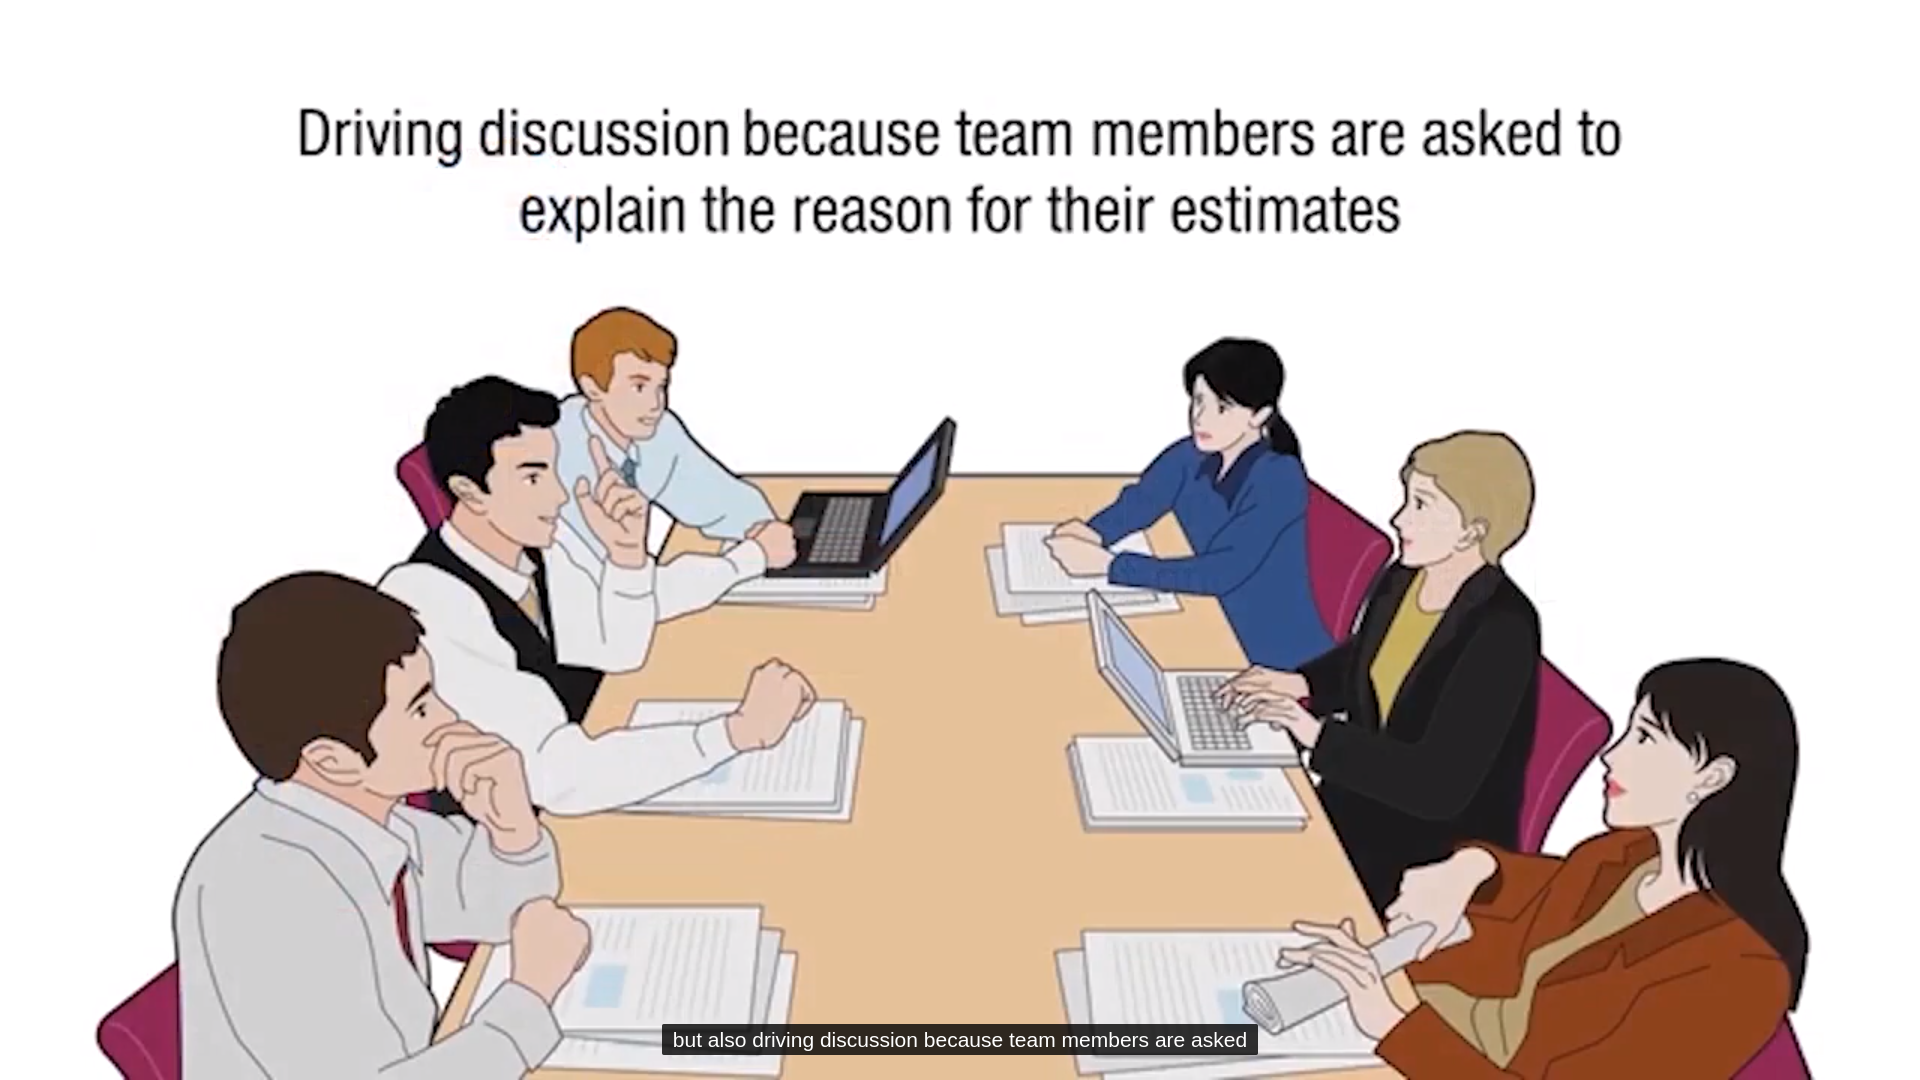 Driving discussion because team members are asked to
explain the reason for their estimates
but also driving discussion because team members are asked